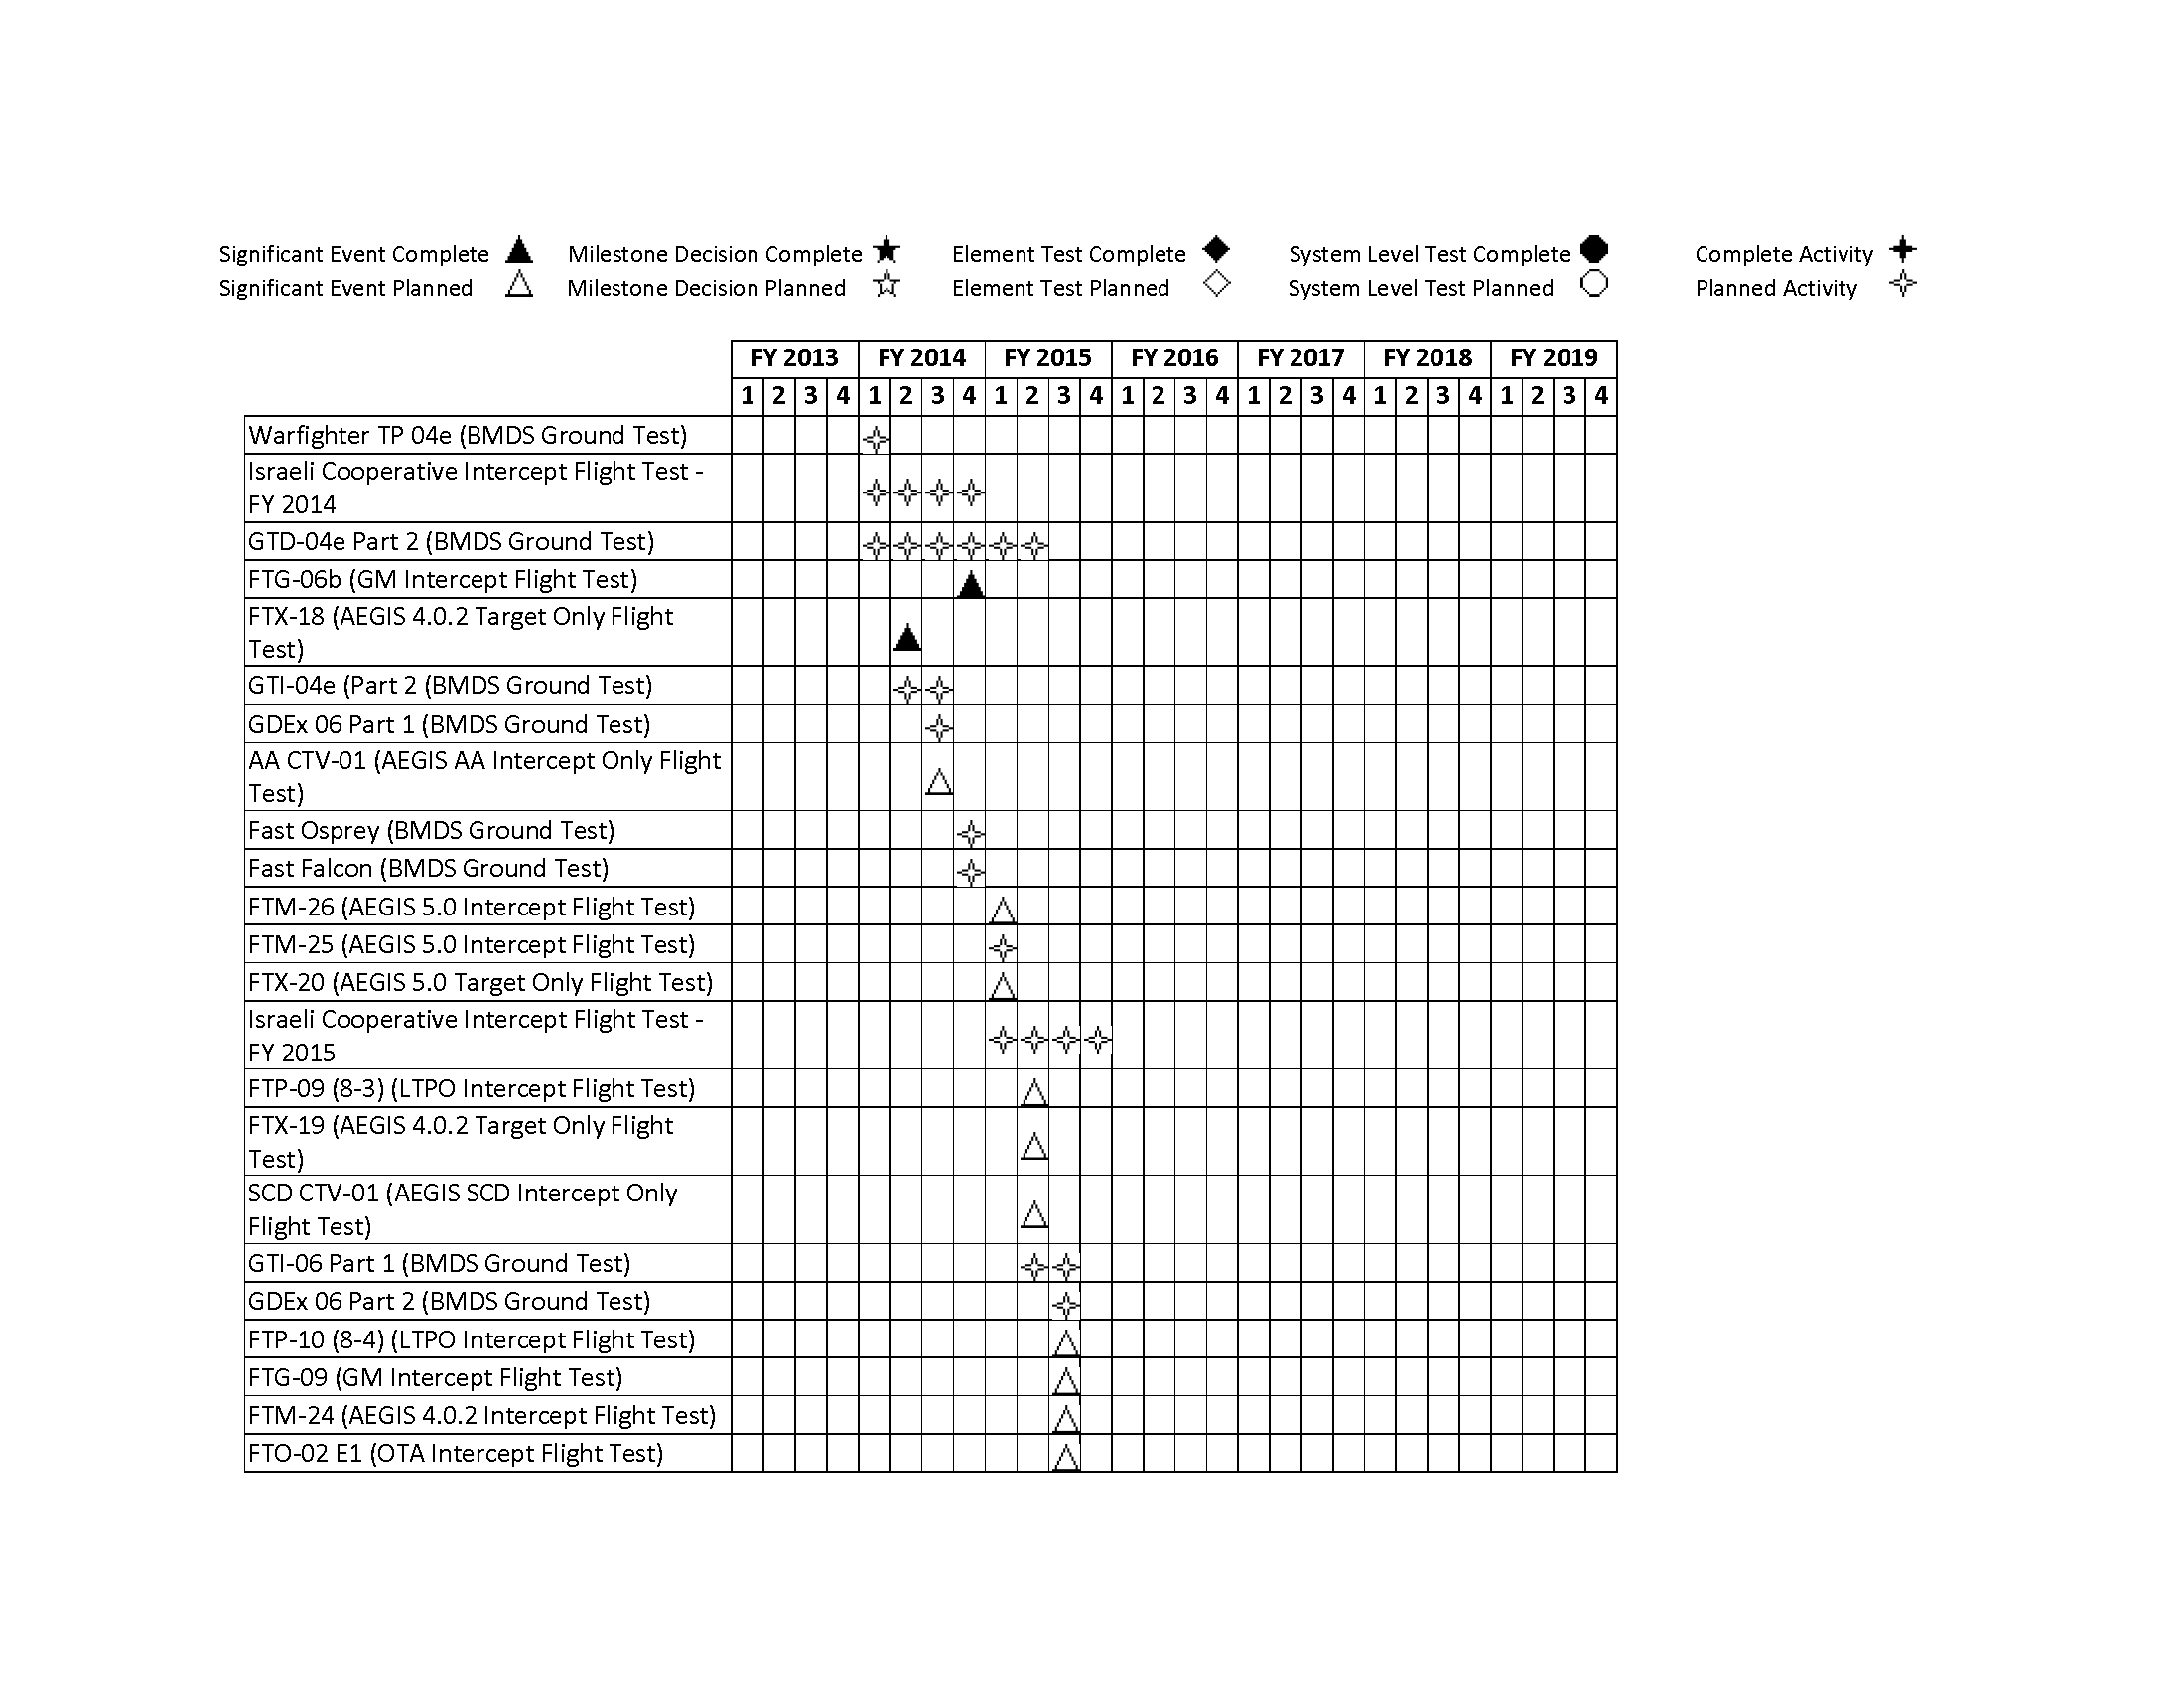 Significant Event Complete Milestone Decision Complete Element Test Complete System Level Test Complete Complete Activity
Significant Event Planned Milestone Decision Planned Element Test Planned System Level Test Planned Planned Activity
FY 2013 FY 2014 FY 2015 FY 2016 FY 2017 FY 2018 FY 2019
1 2 3 4 1 2 3 4 1 2 3 4 1 2 3 4 1 2 3 4 1 2 3 4 1 2 3 4
Warfighter TP 04e (BMDS Ground Test)
Israeli Cooperative Intercept Flight Test -
FY 2014
GTD-04e Part 2 (BMDS Ground Test)
FTG-06b (GM Intercept Flight Test)
FTX-18 (AEGIS 4.0.2 Target Only Flight
Test)
GTI-04e (Part 2 (BMDS Ground Test)
GDEx 06 Part 1 (BMDS Ground Test)
AA CTV-01 (AEGIS AA Intercept Only Flight
Test)
Fast Osprey (BMDS Ground Test)
Fast Falcon (BMDS Ground Test)
FTM-26 (AEGIS 5.0 Intercept Flight Test)
FTM-25 (AEGIS 5.0 Intercept Flight Test)
FTX-20 (AEGIS 5.0 Target Only Flight Test)
Israeli Cooperative Intercept Flight Test -
FY 2015
FTP-09 (8-3) (LTPO Intercept Flight Test)
FTX-19 (AEGIS 4.0.2 Target Only Flight
Test)
SCD CTV-01 (AEGIS SCD Intercept Only
Flight Test)
GTI-06 Part 1 (BMDS Ground Test)
GDEx 06 Part 2 (BMDS Ground Test)
FTP-10 (8-4) (LTPO Intercept Flight Test)
FTG-09 (GM Intercept Flight Test)
FTM-24 (AEGIS 4.0.2 Intercept Flight Test)
FTO-02 E1 (OTA Intercept Flight Test)